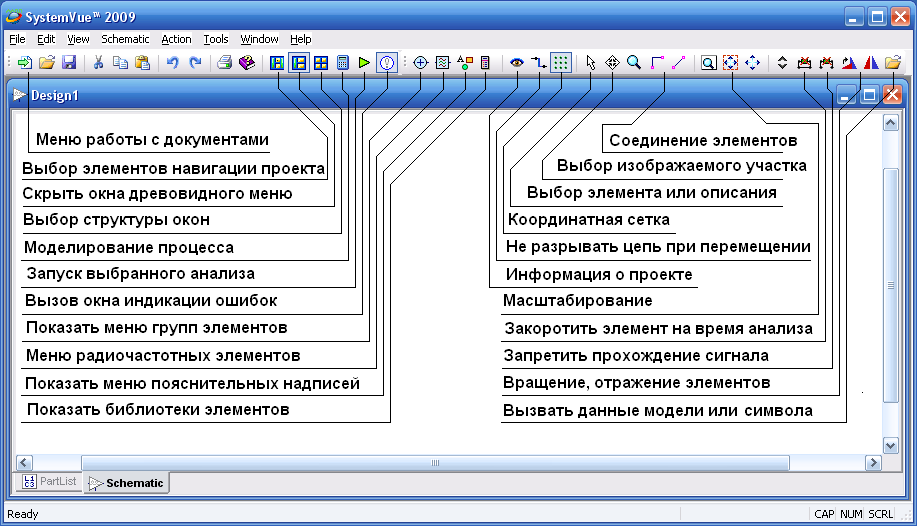 SystemVue™ 2009
File Edit View Schematic Action Tools Window Help
Design1
Меню работы с документами
Выбор элементов навигации проекта
Скрыть окна древовидного меню
Выбор структуры окон
Моделирование процесса
Запуск выбранного анализа
Вызов окна индикации ошибок
Показать меню групп элементов
Меню радиочастотных элементов
Показать меню пояснительных надписей
Показать библиотеки элементов
Соединение элементов
Выбор изображаемого участка
Выбор элемента или описания
Координатная сетка
Не разрывать цепь при перемещении
Информация о проекте
Масштабирование
Закоротить элемент на время анализа
Запретить прохождение сигнала
Вращение, отражение элементов
Вызвать данные модели или символа
PartList Schematic
Ready CAP NUM SCRL